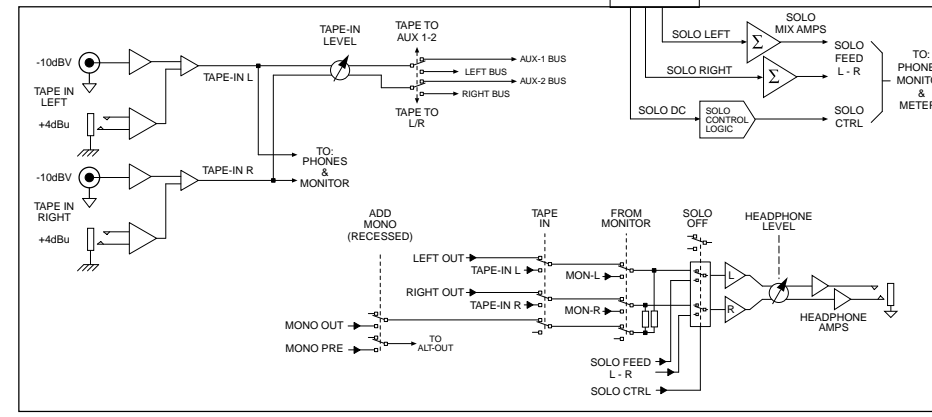 TAPE-IN
LEVEL
TAPE TO
AUX 1-2
AUX-1 BUS
LEFT BUS
AUX-2 BUS
RIGHT BUS
TAPE TO
L/R
-10dBV
TAPE IN
LEFT
+4dBu
TAPE-IN L
-10dBV
TAPE IN
RIGHT
+4dBu
TAPE-IN R
TO:
PHONES
&
MONITOR
SOLO LEFT
Σ
SOLO
MIX AMPS
SOLO RIGHT
Σ
SOLO
FEED
L - R
SOLO DC
SOLO
CONTROL
LOGIC
SOLO
CTRL
TO:
PHONE
MONIT
&
METER
ADD
MONO
(RECESSED)
TAPE
IN
FROM
MONITOR
SOLO
OFF
HEADPHONE
LEVEL
LEFT OUT
TAPE-IN L
MON-L
RIGHT OUT
TAPE-IN R
MON-R
MONO OUT
MONO PRE
TO
ALT-OUT
L
R
HEADPHONE
AMPS
SOLO FEED
L - R
SOLO CTRL